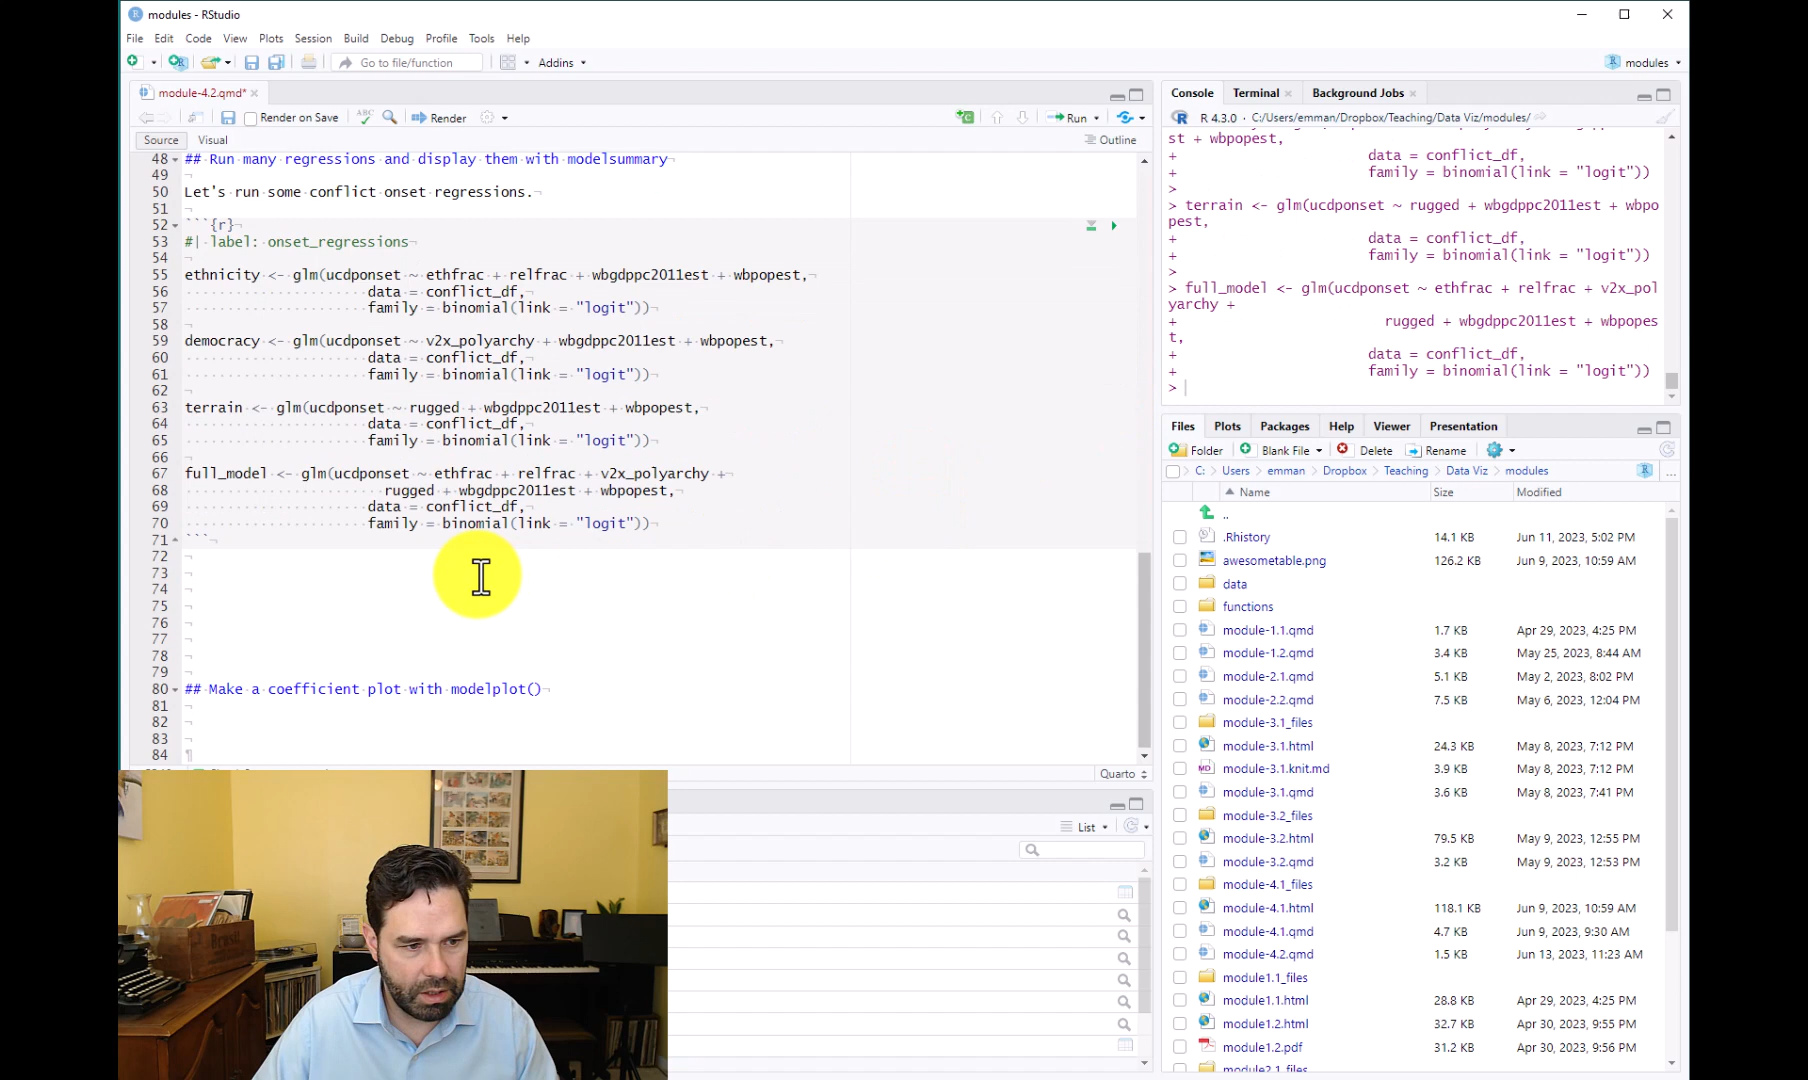 modules - RStudio
File Edit Code View Plots Session Build Debug Profile Tools Help
Go to file/function Addins modules
module-4.2.qmd*
Render on Save Render Run
Source Visual Outline
48 ## Run many regressions and display them with modelsummary
49
50 Let's run some conflict onset regressions.
51
52 ```{r}
53 #| label: onset_regressions
54
55 ethnicity <- glm(ucdponset ~ ethfrac + relfrac + wbgdppc2011est + wbpopest,
56 data = conflict_df,
57 family = binomial(link = "logit"))
58
59 democracy <- glm(ucdponset ~ v2x_polyarchy + wbgdppc2011est + wbpopest,
60 data = conflict_df,
61 family = binomial(link = "logit"))
62
63 terrain <- glm(ucdponset ~ rugged + wbgdppc2011est + wbpopest,
64 data = conflict_df,
65 family = binomial(link = "logit"))
66
67 full_model <- glm(ucdponset ~ ethfrac + relfrac + v2x_polyarchy +
68 rugged + wbgdppc2011est + wbpopest,
69 data = conflict_df,
70 family = binomial(link = "logit"))
71 ```
72
73
74
75
76
77
78
79
80 ## Make a coefficient plot with modelplot()
81
82
83
84
Quarto
List
Console Terminal Background Jobs
R 4.3.0 · C:/Users/emman/Dropbox/Teaching/Data Viz/modules/
st + wbpopest,
+ data = conflict_df,
+ family = binomial(link = "logit"))
>
> terrain <- glm(ucdponset ~ rugged + wbgdppc2011est + wbpo
pest,
+ data = conflict_df,
+ family = binomial(link = "logit"))
>
> full_model <- glm(ucdponset ~ ethfrac + relfrac + v2x_pol
yarchy +
+ rugged + wbgdppc2011est + wbpopes
t,
+ data = conflict_df,
+ family = binomial(link = "logit"))
>
Files Plots Packages Help Viewer Presentation
Folder Blank File Delete Rename
C: Users emman Dropbox Teaching Data Viz modules ...
Name Size Modified
..
.Rhistory 14.1 KB Jun 11, 2023, 5:02 PM
awesometable.png 126.2 KB Jun 9, 2023, 10:59 AM
data
functions
module-1.1.qmd 1.7 KB Apr 29, 2023, 4:25 PM
module-1.2.qmd 3.4 KB May 25, 2023, 8:44 AM
module-2.1.qmd 5.1 KB May 2, 2023, 8:02 PM
module-2.2.qmd 7.5 KB May 6, 2023, 12:04 PM
module-3.1_files
module-3.1.html 24.3 KB May 8, 2023, 7:12 PM
module-3.1.knit.md 3.9 KB May 8, 2023, 7:12 PM
module-3.1.qmd 3.6 KB May 8, 2023, 7:41 PM
module-3.2_files
module-3.2.html 79.5 KB May 9, 2023, 12:55 PM
module-3.2.qmd 3.2 KB May 9, 2023, 12:53 PM
module-4.1_files
module-4.1.html 118.1 KB Jun 9, 2023, 10:59 AM
module-4.1.qmd 4.7 KB Jun 9, 2023, 9:30 AM
module-4.2.qmd 1.5 KB Jun 13, 2023, 11:23 AM
module1.1_files
module1.1.html 28.8 KB Apr 29, 2023, 4:25 PM
module1.2.html 32.7 KB Apr 30, 2023, 9:55 PM
module1.2.pdf 31.2 KB Apr 30, 2023, 9:56 PM
module2.1_files